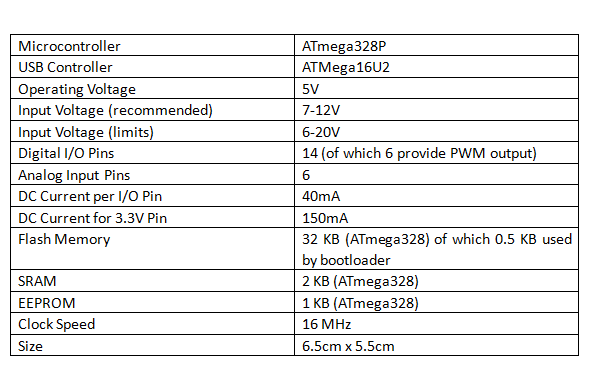 Microcontroller ATmega328P
USB Controller ATMega16U2
Operating Voltage 5V
Input Voltage (recommended) 7-12V
Input Voltage (limits) 6-20V
Digital I/O Pins 14 (of which 6 provide PWM output)
Analog Input Pins 6
DC Current per I/O Pin 40mA
DC Current for 3.3V Pin 150mA
Flash Memory 32 KB (ATmega328) of which 0.5 KB used
by bootloader
SRAM 2 KB (ATmega328)
EEPROM 1 KB (ATmega328)
Clock Speed 16 MHz
Size 6.5cm x 5.5cm